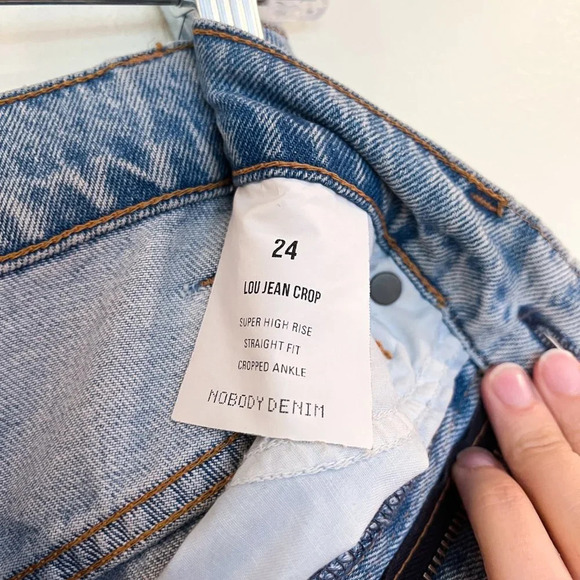 24
LOU JEAN CROP
SUPER HIGH RISE
STRAIGHT FIT
CROPPED ANKLE
NOBODY DENIM